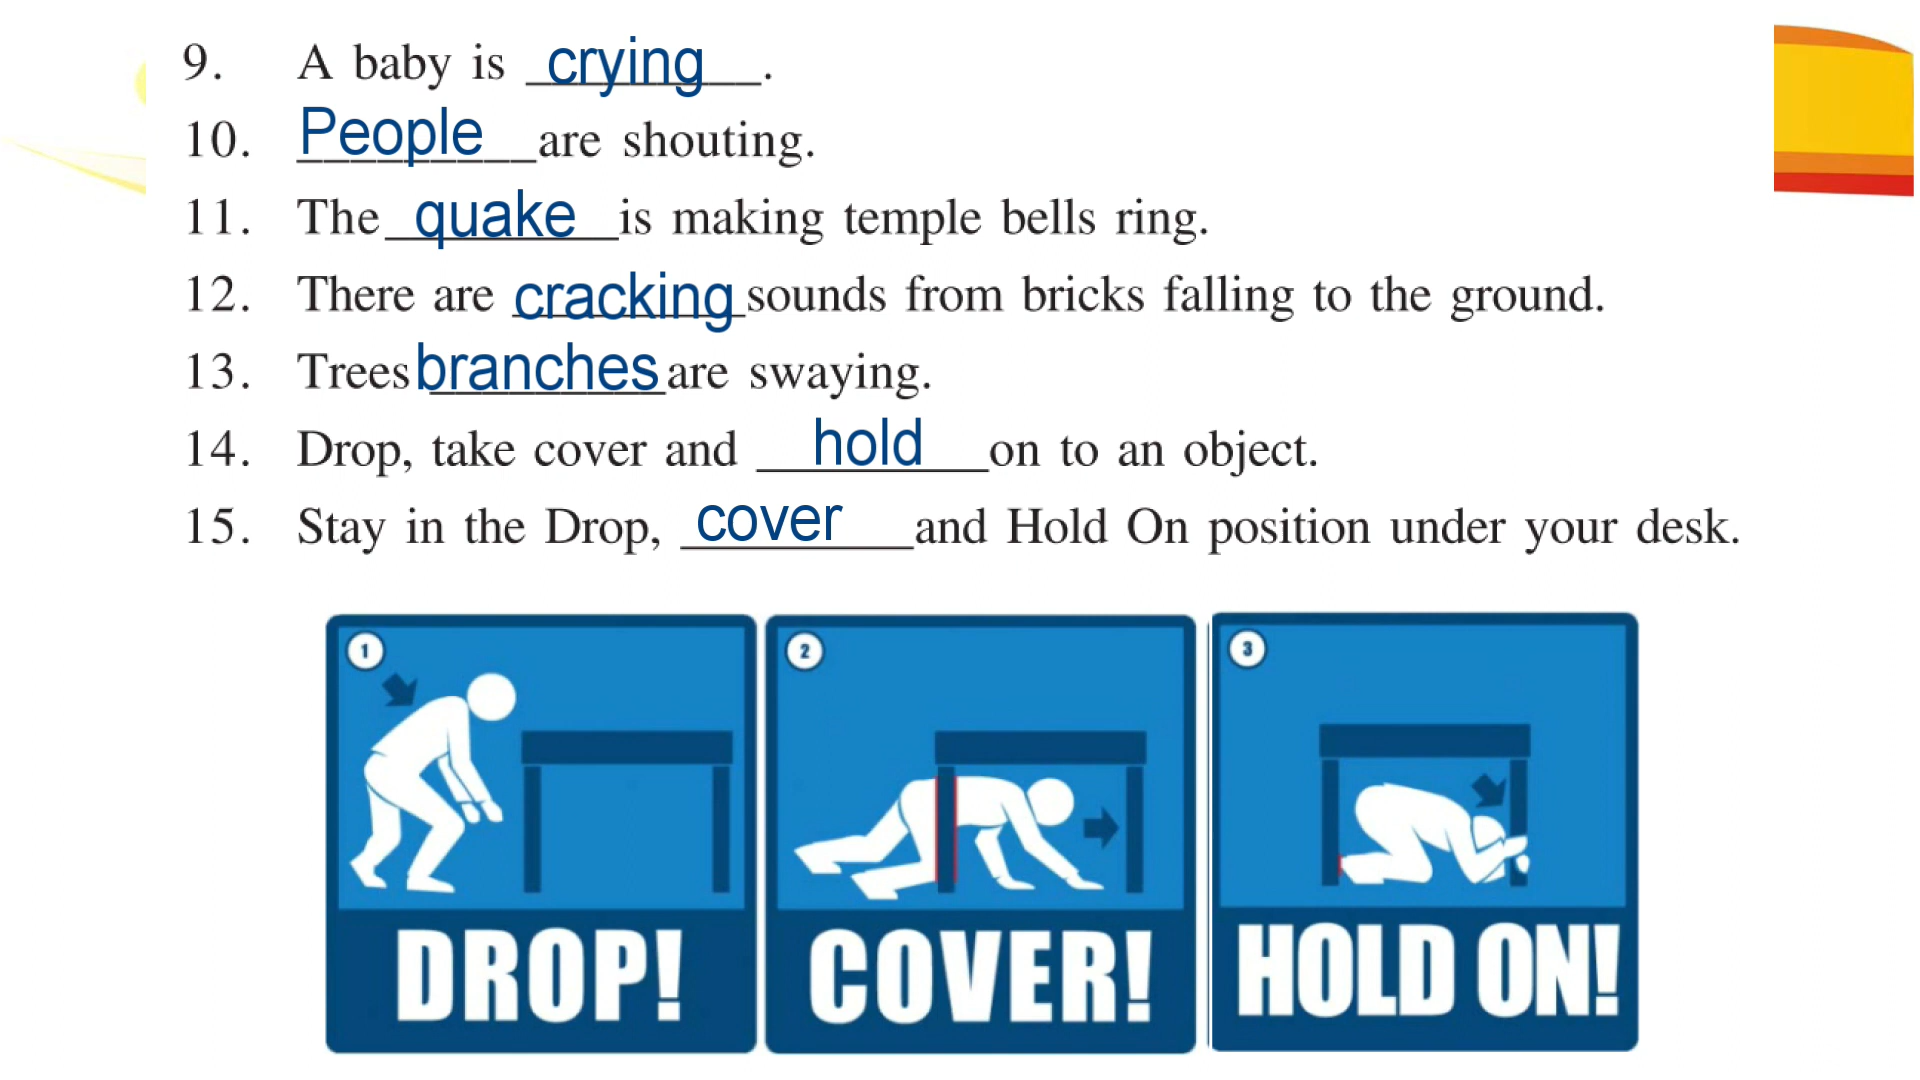 9. A baby is crying.
10. People are shouting.
11. The quake is making temple bells ring.
12. There are cracking sounds from bricks falling to the ground.
13. Trees branches are swaying.
14. Drop, take cover and hold on to an object.
15. Stay in the Drop, cover and Hold On position under your desk.
1 2 3
DROP! COVER! HOLD ON!